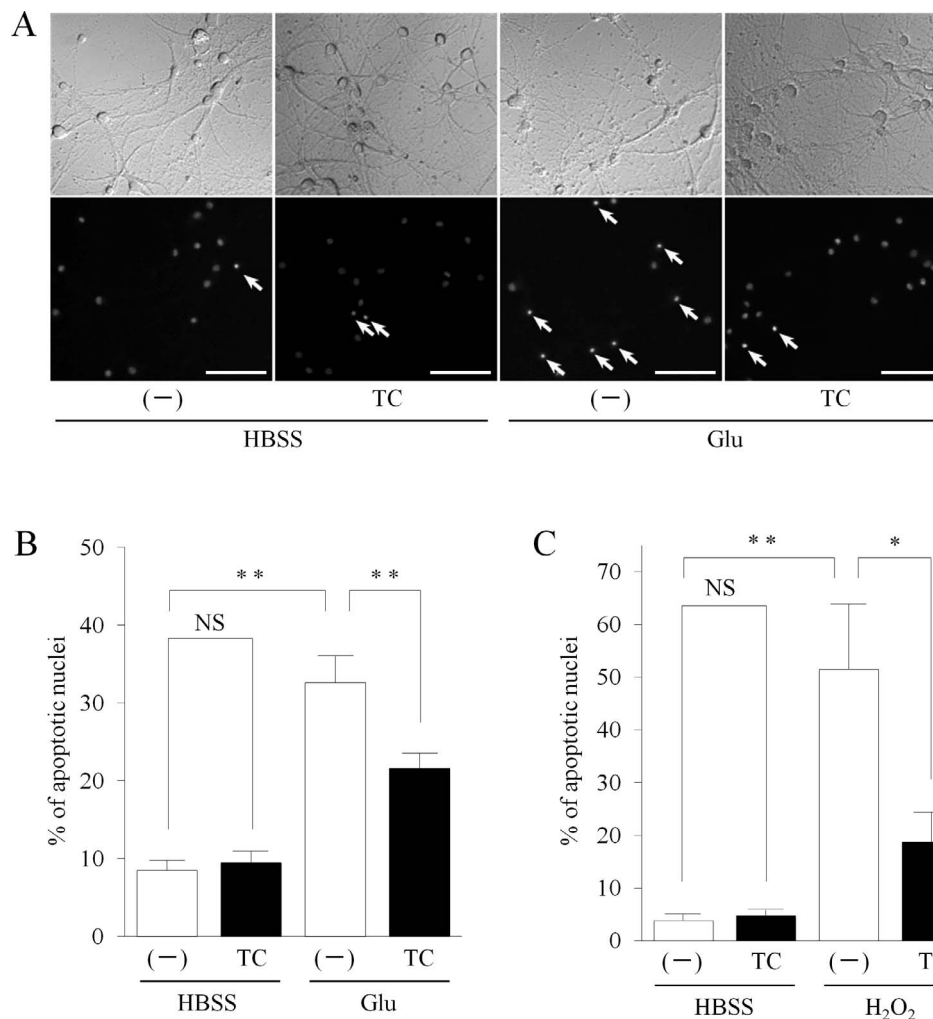 A
(－) TC (－) TC
HBSS Glu
B
% of apoptotic nuclei
50
40
30
20
10
0
* *
* *
NS
(－) TC (－) TC
HBSS Glu
C
% of apoptotic nuclei
70
60
50
40
30
20
10
0
* *
*
NS
(－) TC (－) T
HBSS H₂O₂